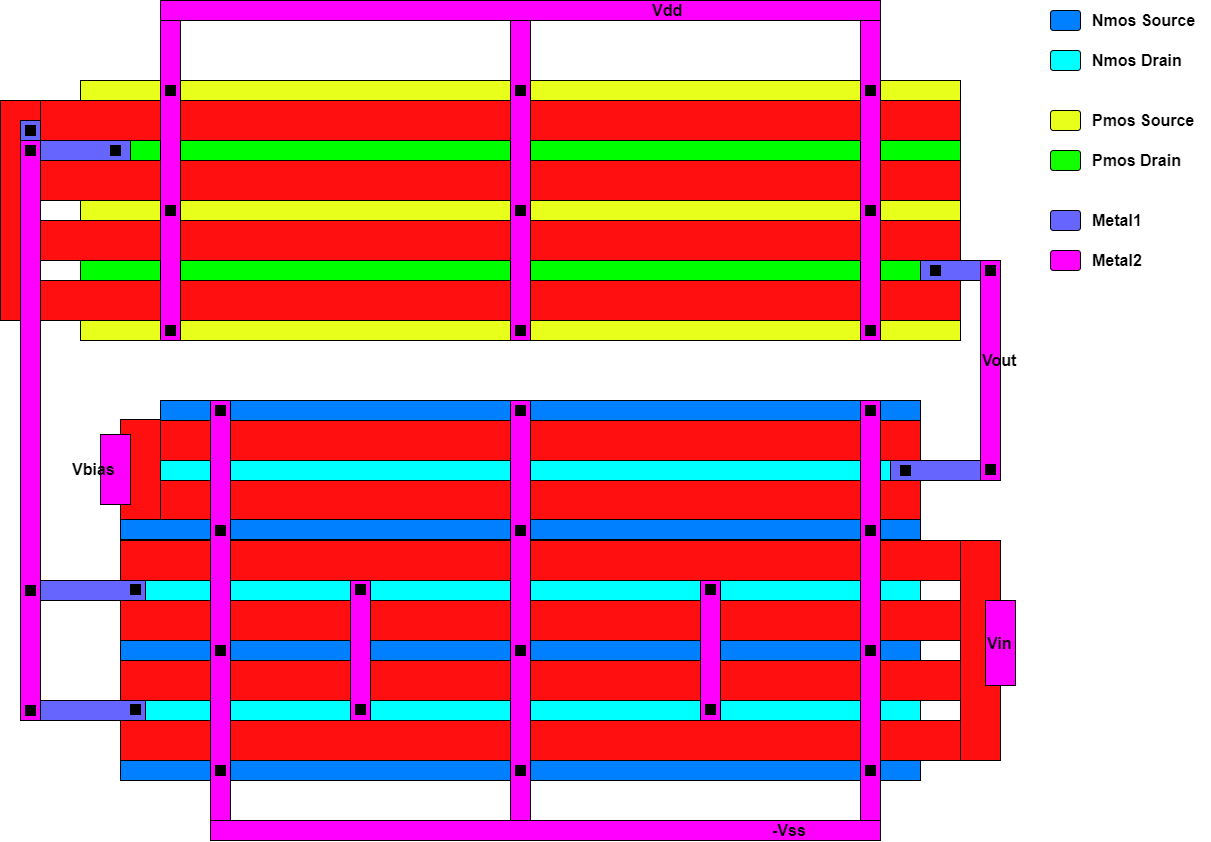 Vdd
Nmos Source
Nmos Drain
Pmos Source
Pmos Drain
Metal1
Metal2
Vout
Vbias
Vin
-Vss